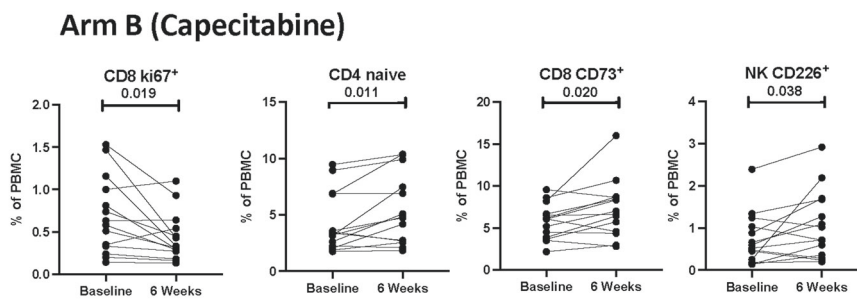 Arm B (Capecitabine)
CD8 ki67⁺
0.019
% of PBMC
2.0
1.5
1.0
0.5
0.0
Baseline
6 Weeks
CD4 naive
0.011
% of PBMC
15
10
5
0
Baseline
6 Weeks
CD8 CD73⁺
0.020
% of PBMC
20
15
10
5
0
Baseline
6 Weeks
NK CD226⁺
0.038
% of PBMC
4
3
2
1
0
Baseline
6 Weeks